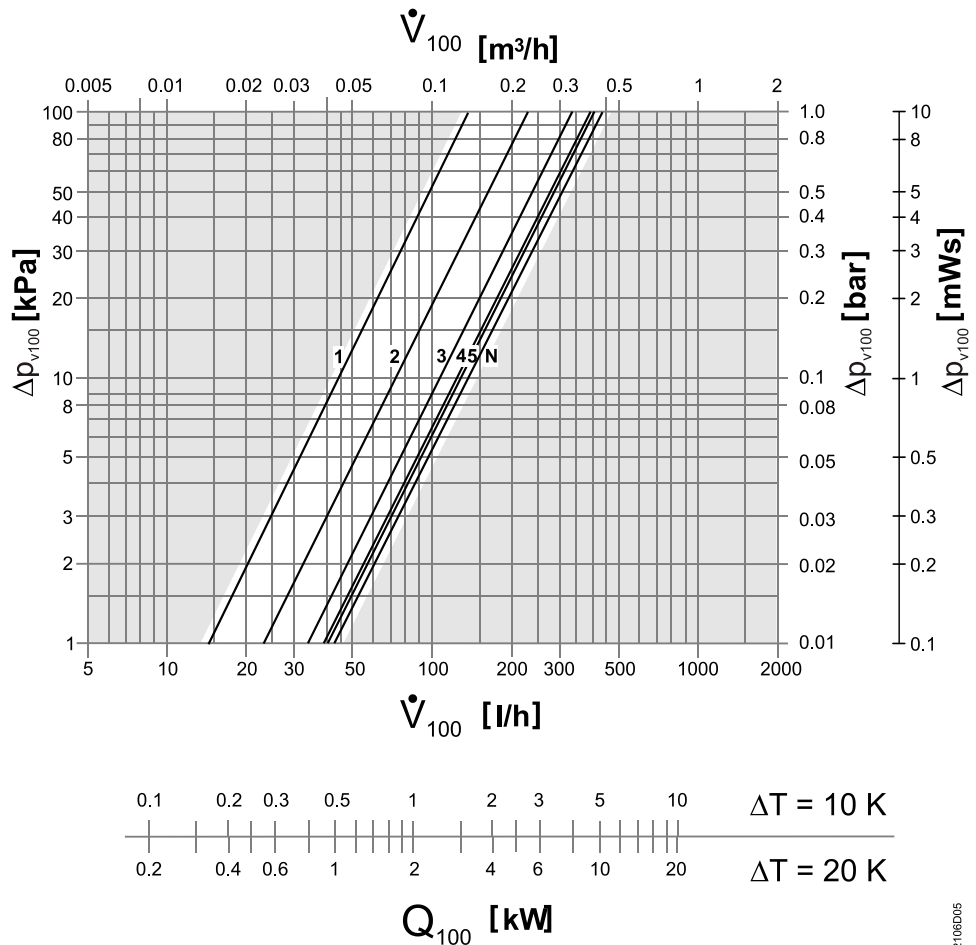 V̇100 [m³/h]
0.005 0.01 0.02 0.03 0.05 0.1 0.2 0.3 0.5 1 2
100 1.0 10
80 0.8 8
50 0.5 5
40 0.4 4
30 0.3 3
20 0.2 2
10 0.1 1
8 0.08
5 0.05 0.5
3 0.03 0.3
2 0.02 0.2
1 0.01 0.1
Δpv100 [kPa]
1 2 3 45 N
Δpv100 [bar]
Δpv100 [mWs]
5 10 20 30 50 100 200 300 500 1000 2000
V̇100 [l/h]
0.1 0.2 0.3 0.5 1 2 3 5 10 ΔT = 10 K
0.2 0.4 0.6 1 2 4 6 10 20 ΔT = 20 K
Q100 [kW]